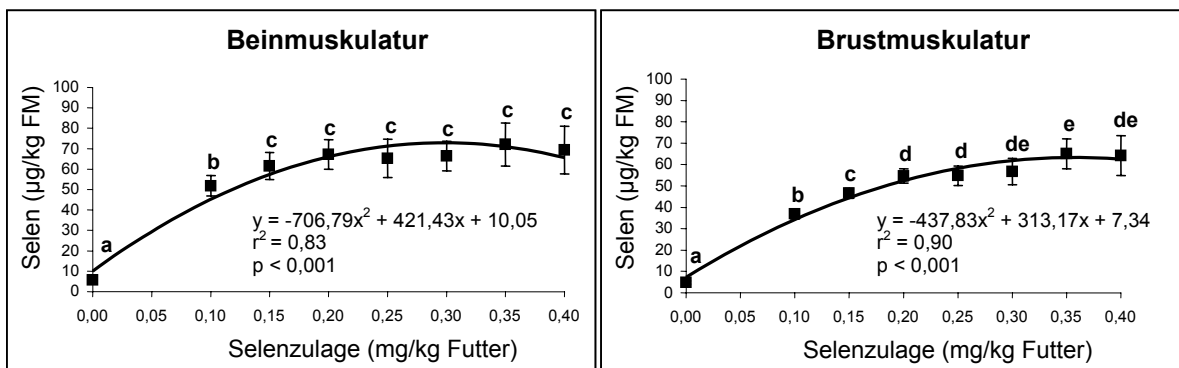 Beinmuskulatur
Selen (µg/kg FM)
100
90
80
70
60
50
40
30
20
10
0
a
b
c
c
c
c
c
c
y = -706,79x² + 421,43x + 10,05
r² = 0,83
p < 0,001
0,00 0,05 0,10 0,15 0,20 0,25 0,30 0,35 0,40
Selenzulage (mg/kg Futter)
Brustmuskulatur
Selen (µg/kg FM)
100
90
80
70
60
50
40
30
20
10
0
a
b
c
d
d
de
e
de
y = -437,83x² + 313,17x + 7,34
r² = 0,90
p < 0,001
0,00 0,05 0,10 0,15 0,20 0,25 0,30 0,35 0,40
Selenzulage (mg/kg Futter)